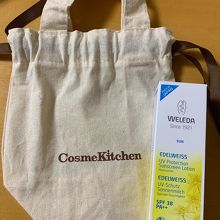 CosmeKitchen
WELEDA
Since 1921
EDELWEISS
UV-Protection
Sunscreen Lotion
EDELWEISS
UV-Schutz
Sonnenmilch
SPF 38
PA++